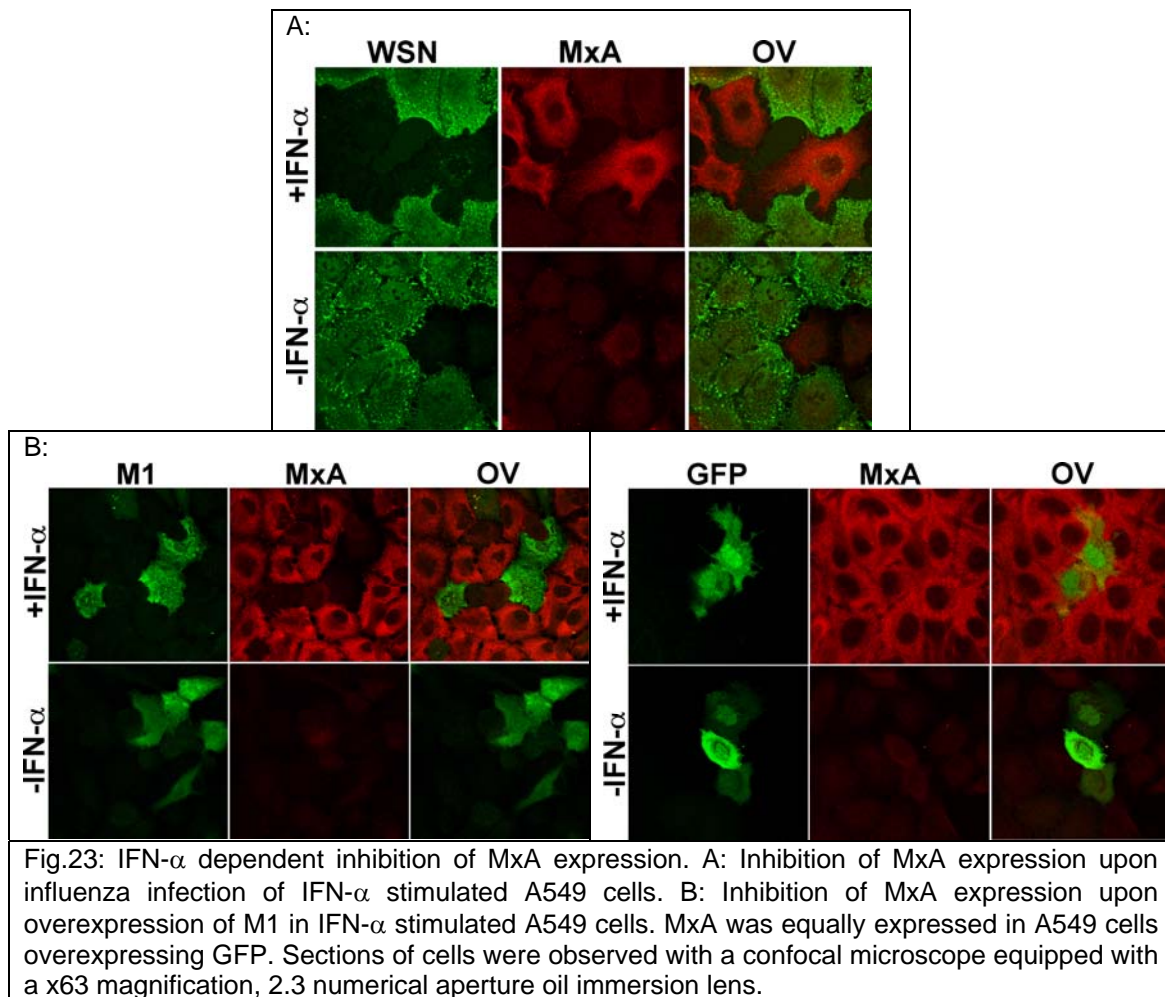 A:
WSN MxA OV
+IFN-α
-IFN-α
B:
M1 MxA OV
+IFN-α
-IFN-α
GFP MxA OV
+IFN-α
-IFN-α
Fig.23: IFN-α dependent inhibition of MxA expression. A: Inhibition of MxA expression upon
influenza infection of IFN-α stimulated A549 cells. B: Inhibition of MxA expression upon
overexpression of M1 in IFN-α stimulated A549 cells. MxA was equally expressed in A549 cells
overexpressing GFP. Sections of cells were observed with a confocal microscope equipped with
a x63 magnification, 2.3 numerical aperture oil immersion lens.